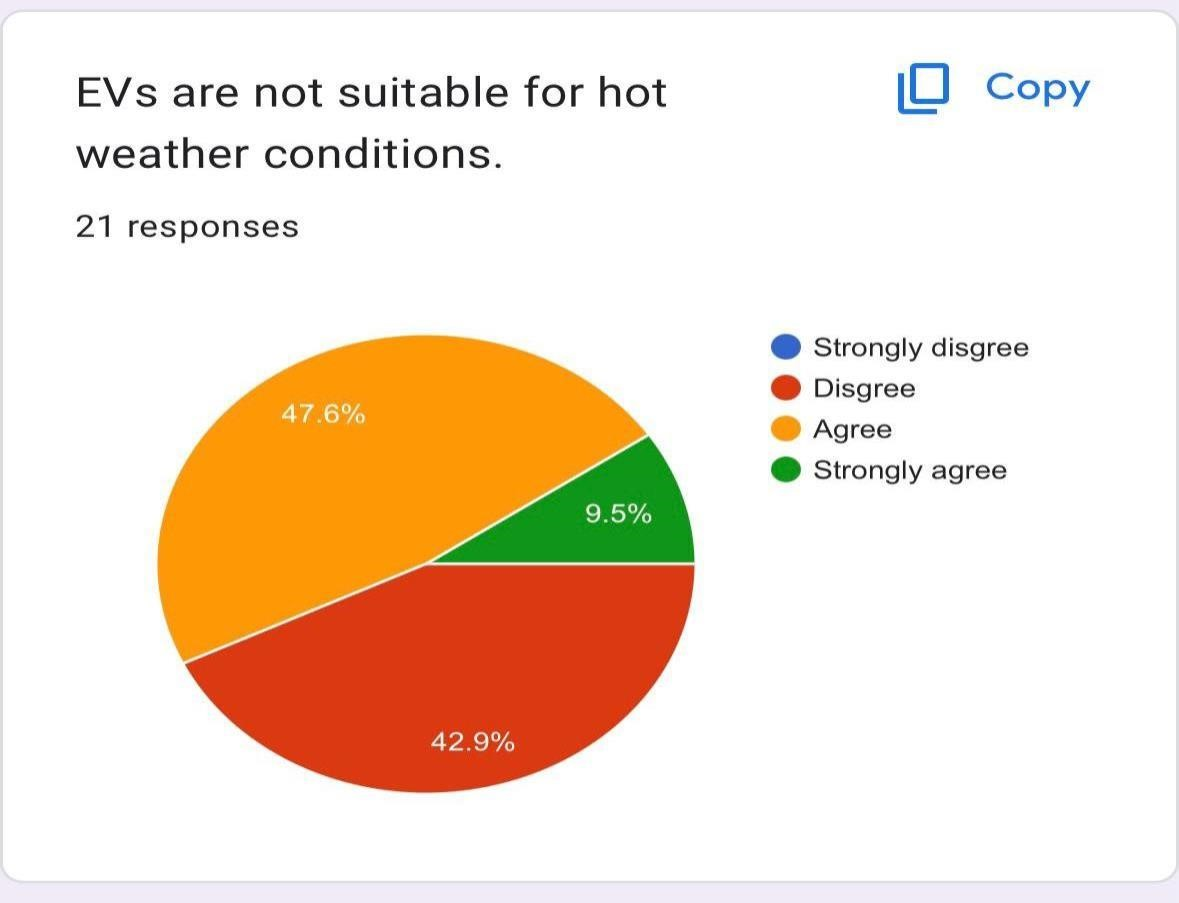 EVs are not suitable for hot
weather conditions.
Copy
21 responses
47.6%
9.5%
42.9%
Strongly disgree
Disgree
Agree
Strongly agree